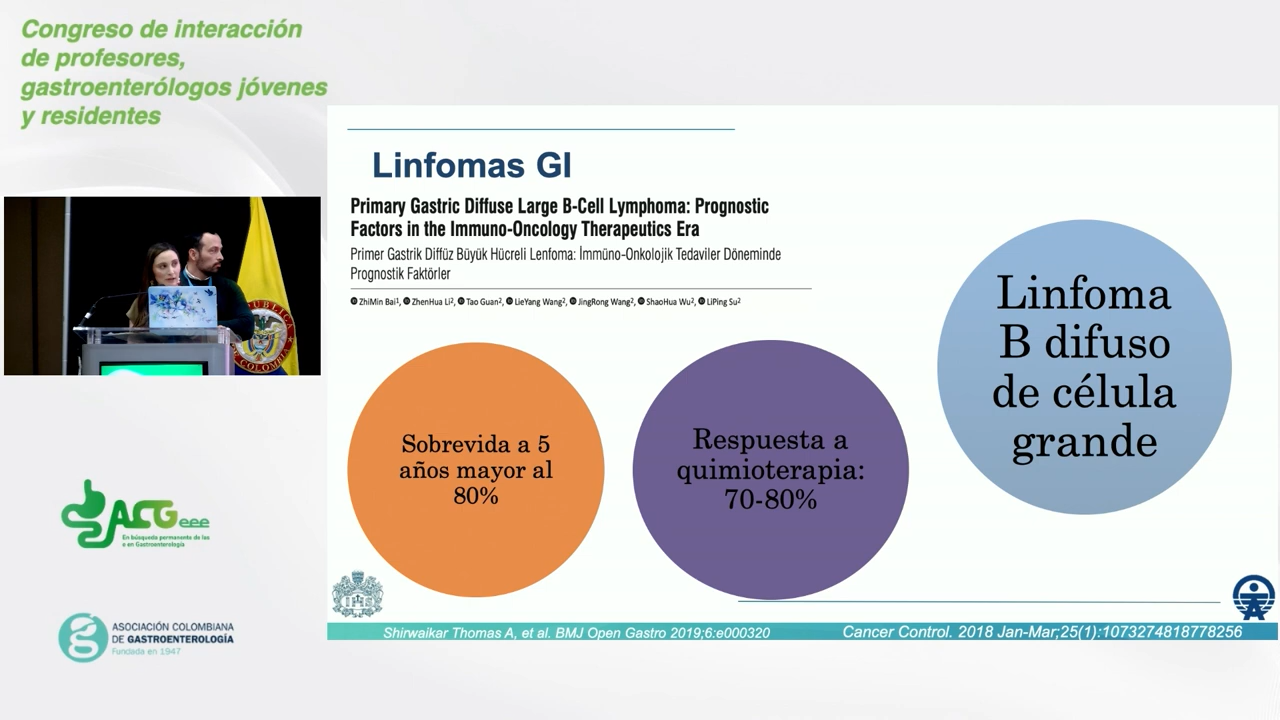 Congreso de interacción
de profesores,
gastroenterólogos jóvenes
y residentes
Linfomas GI
Primary Gastric Diffuse Large B-Cell Lymphoma: Prognostic
Factors in the Immuno-Oncology Therapeutics Era
Primer Gastrik Diffüz Büyük Hücreli Lenfoma: İmmüno-Onkolojik Tedaviler Döneminde
Prognostik Faktörler
ZhiMin Bai¹, ZhenHua Li², Tao Guan², LieYang Wang², JingRong Wang², ShaoHua Wu², LiPing Su²
Linfoma
B difuso
de célula
grande
Sobrevida a 5
años mayor al
80%
Respuesta a
quimioterapia:
70-80%
COLOMBIA
ACGeee
En búsqueda permanente de las
e en Gastroenterología
IHS
ASOCIACIÓN COLOMBIANA
DE GASTROENTEROLOGÍA
Fundada en 1947
Shirwaikar Thomas A, et al. BMJ Open Gastro 2019;6:e000320
Cancer Control. 2018 Jan-Mar;25(1):1073274818778256